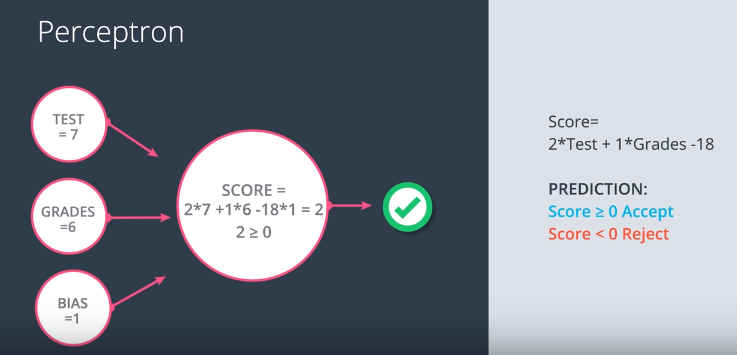 Perceptron
TEST
= 7
GRADES
=6
BIAS
=1
SCORE =
2*7 +1*6 -18*1 = 2
2 ≥ 0
Score=
2*Test + 1*Grades -18
PREDICTION:
Score ≥ 0 Accept
Score < 0 Reject